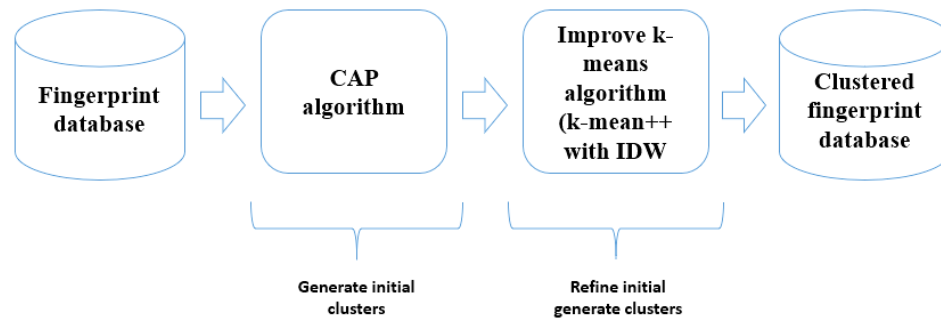 Fingerprint
database
CAP
algorithm
Improve k-
means
algorithm
(k-mean++
with IDW
Clustered
fingerprint
database
Generate initial
clusters
Refine initial
generate clusters